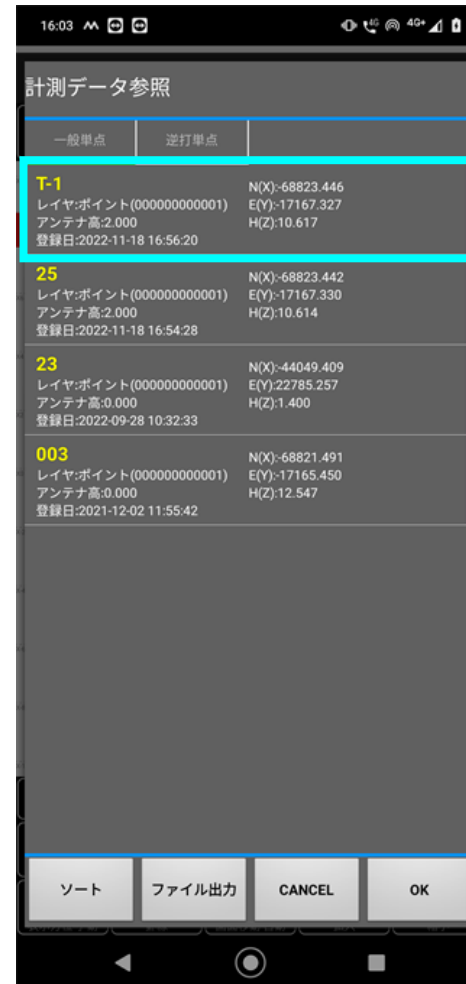 16:03
4G 4G+
計測データ参照
一般単点 逆打単点
T-1
レイヤ:ポイント(000000000001) N(X):-68823.446
アンテナ高:2.000 E(Y):-17167.327
登録日:2022-11-18 16:56:20 H(Z):10.617
25
レイヤ:ポイント(000000000001) N(X):-68823.442
アンテナ高:2.000 E(Y):-17167.330
登録日:2022-11-18 16:54:28 H(Z):10.614
23
レイヤ:ポイント(000000000001) N(X):-44049.409
アンテナ高:0.000 E(Y):22785.257
登録日:2022-09-28 10:32:33 H(Z):1.400
003
レイヤ:ポイント(000000000001) N(X):-68821.491
アンテナ高:0.000 E(Y):-17165.450
登録日:2021-12-02 11:55:42 H(Z):12.547
ソート ファイル出力 CANCEL OK